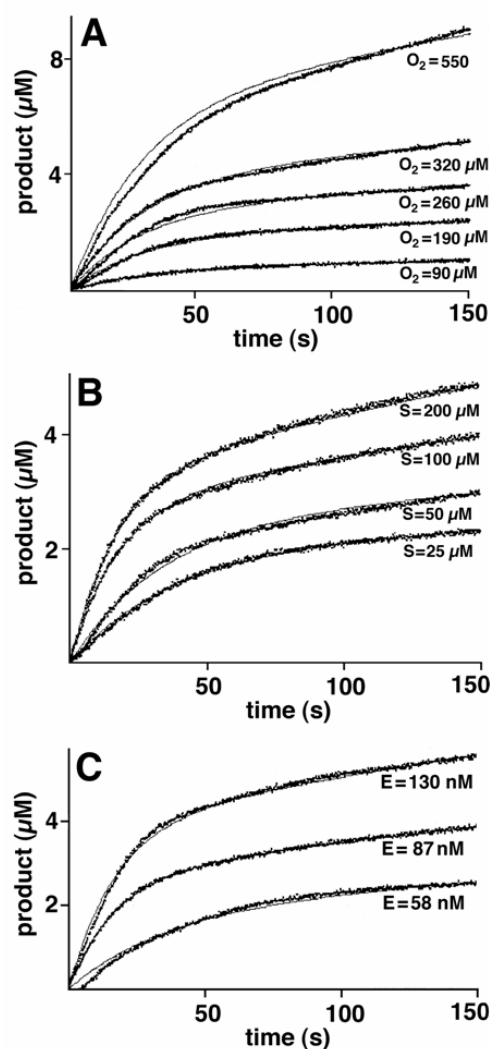 A
8
4
product (µM)
O₂=550
O₂=320 µM
O₂=260 µM
O₂=190 µM
O₂=90 µM
50
100
150
time (s)
B
4
2
product (µM)
S=200 µM
S=100 µM
S=50 µM
S=25 µM
50
100
150
time (s)
C
4
2
product (µM)
E=130 nM
E=87 nM
E=58 nM
50
100
150
time (s)